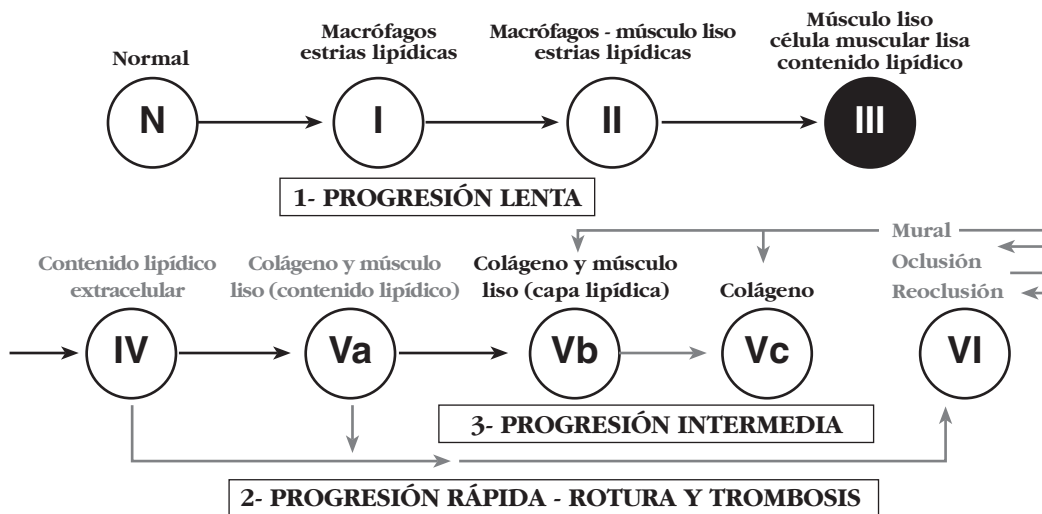 Normal
Macrófagos
estrias lipídicas
Macrófagos - músculo liso
estrias lipídicas
Músculo liso
célula muscular lisa
contenido lipídico
N
I
II
III
1- PROGRESIÓN LENTA
Contenido lipídico
extracelular
Colágeno y músculo
liso (contenido lipídico)
Colágeno y músculo
liso (capa lipídica)
Colágeno
Mural
Oclusión
Reoclusión
IV
Va
Vb
Vc
VI
3- PROGRESIÓN INTERMEDIA
2- PROGRESIÓN RÁPIDA - ROTURA Y TROMBOSIS